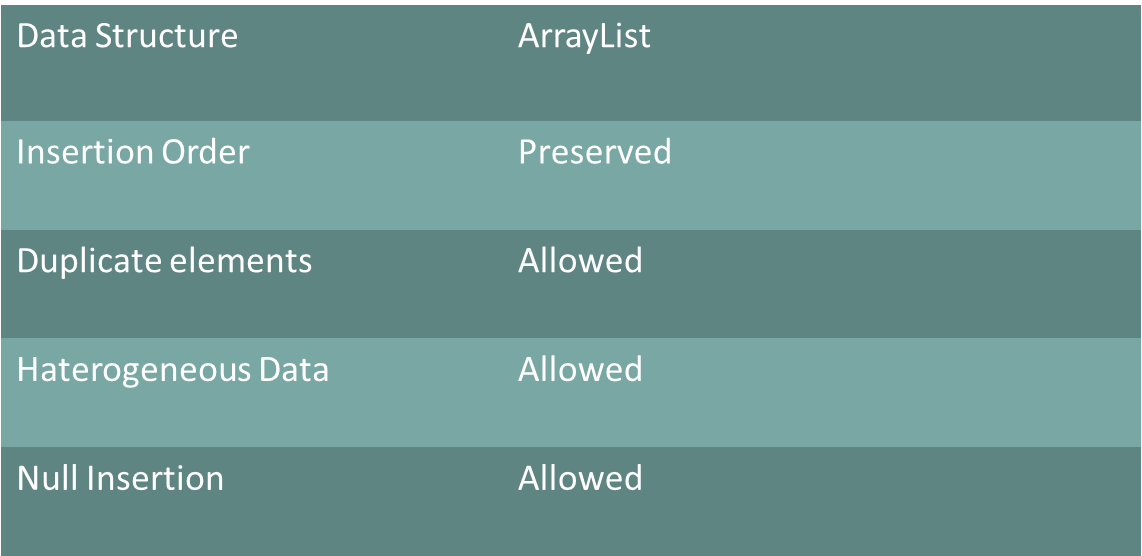 Data Structure ArrayList
Insertion Order Preserved
Duplicate elements Allowed
Haterogeneous Data Allowed
Null Insertion Allowed